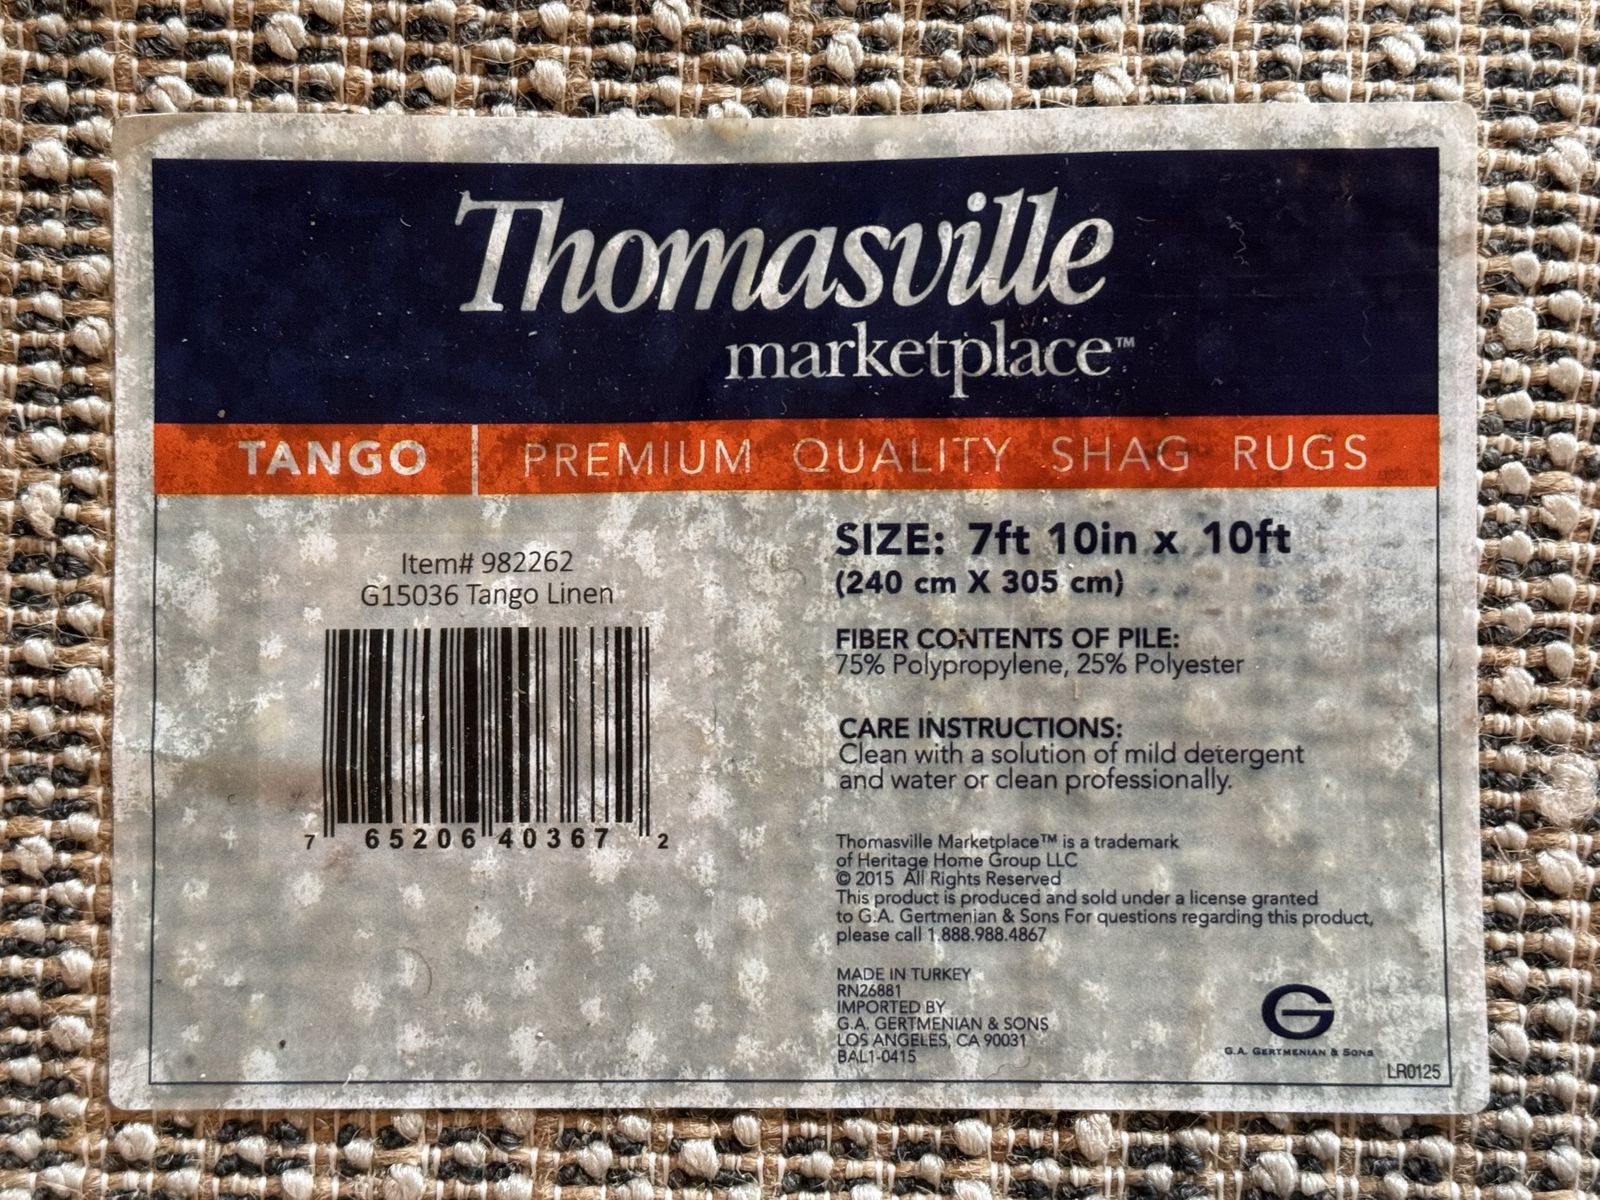 Thomasville
marketplace™
TANGO | PREMIUM QUALITY SHAG RUGS
Item# 982262
G15036 Tango Linen
7 65206 40367 2
SIZE: 7ft 10in x 10ft
(240 cm X 305 cm)
FIBER CONTENTS OF PILE:
75% Polypropylene, 25% Polyester
CARE INSTRUCTIONS:
Clean with a solution of mild detergent
and water or clean professionally.
Thomasville Marketplace™ is a trademark
of Heritage Home Group LLC
© 2015 All Rights Reserved
This product is produced and sold under a license granted
to G.A. Gertmenian & Sons For questions regarding this product,
please call 1.888.988.4867
MADE IN TURKEY
RN26881
IMPORTED BY
G.A. GERTMENIAN & SONS
LOS ANGELES, CA 90031
BAL1-0415
G
G.A. GERTMENIAN & SONS
LR0125